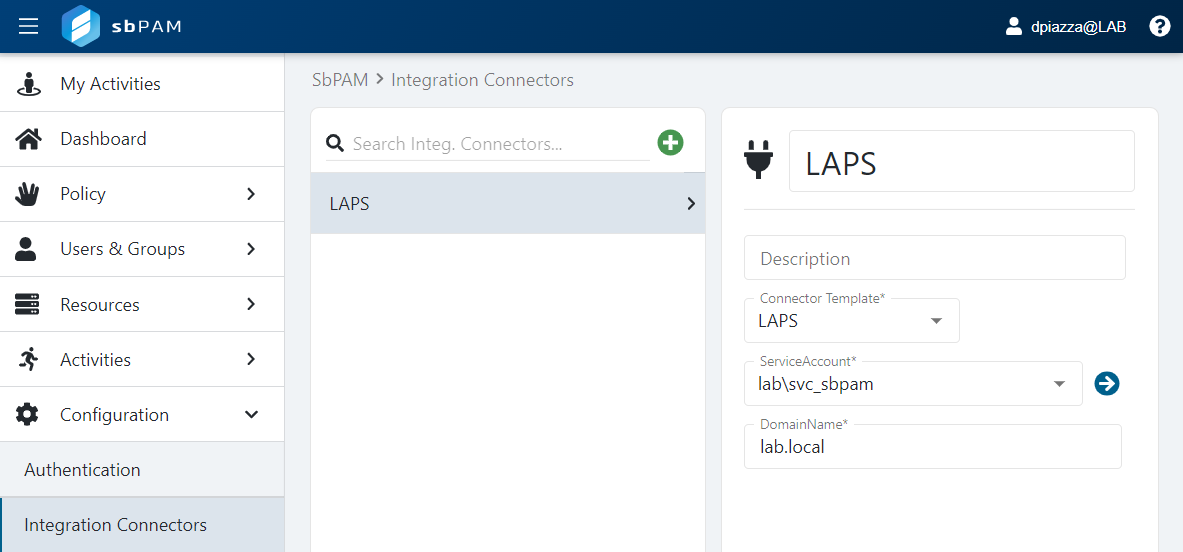 sbPAM
dpiazza@LAB
My Activities
Dashboard
Policy
Users & Groups
Resources
Activities
Configuration
Authentication
Integration Connectors
SbPAM > Integration Connectors
Search Integ. Connectors...
LAPS
LAPS
Description
Connector Template*
LAPS
ServiceAccount*
lab\svc_sbpam
DomainName*
lab.local